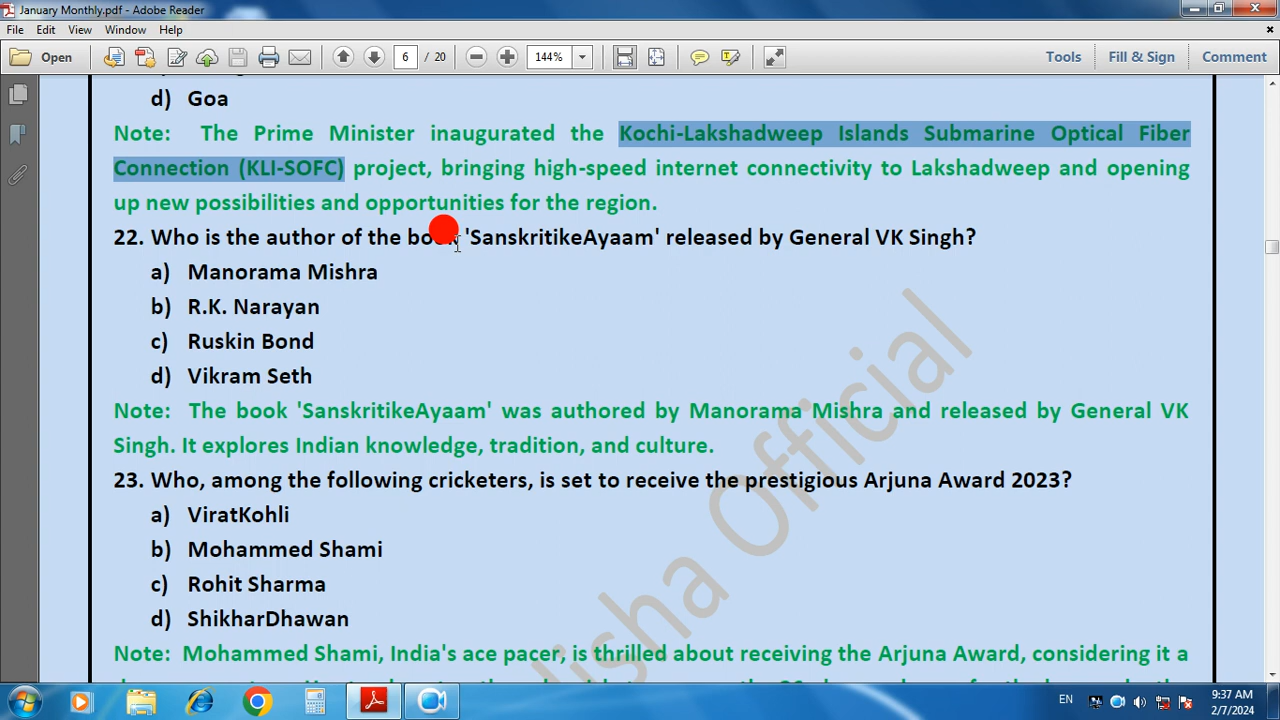 January Monthly.pdf - Adobe Reader
File Edit View Window Help
Open 6 / 20 144% Tools Fill & Sign Comment
d) Goa
Note: The Prime Minister inaugurated the Kochi-Lakshadweep Islands Submarine Optical Fiber
Connection (KLI-SOFC) project, bringing high-speed internet connectivity to Lakshadweep and opening
up new possibilities and opportunities for the region.
22. Who is the author of the book 'SanskritikeAyaam' released by General VK Singh?
a) Manorama Mishra
b) R.K. Narayan
c) Ruskin Bond
d) Vikram Seth
Note: The book 'SanskritikeAyaam' was authored by Manorama Mishra and released by General VK
Singh. It explores Indian knowledge, tradition, and culture.
23. Who, among the following cricketers, is set to receive the prestigious Arjuna Award 2023?
a) ViratKohli
b) Mohammed Shami
c) Rohit Sharma
d) ShikharDhawan
Note: Mohammed Shami, India's ace pacer, is thrilled about receiving the Arjuna Award, considering it a
Official
EN 9:37 AM
2/7/2024